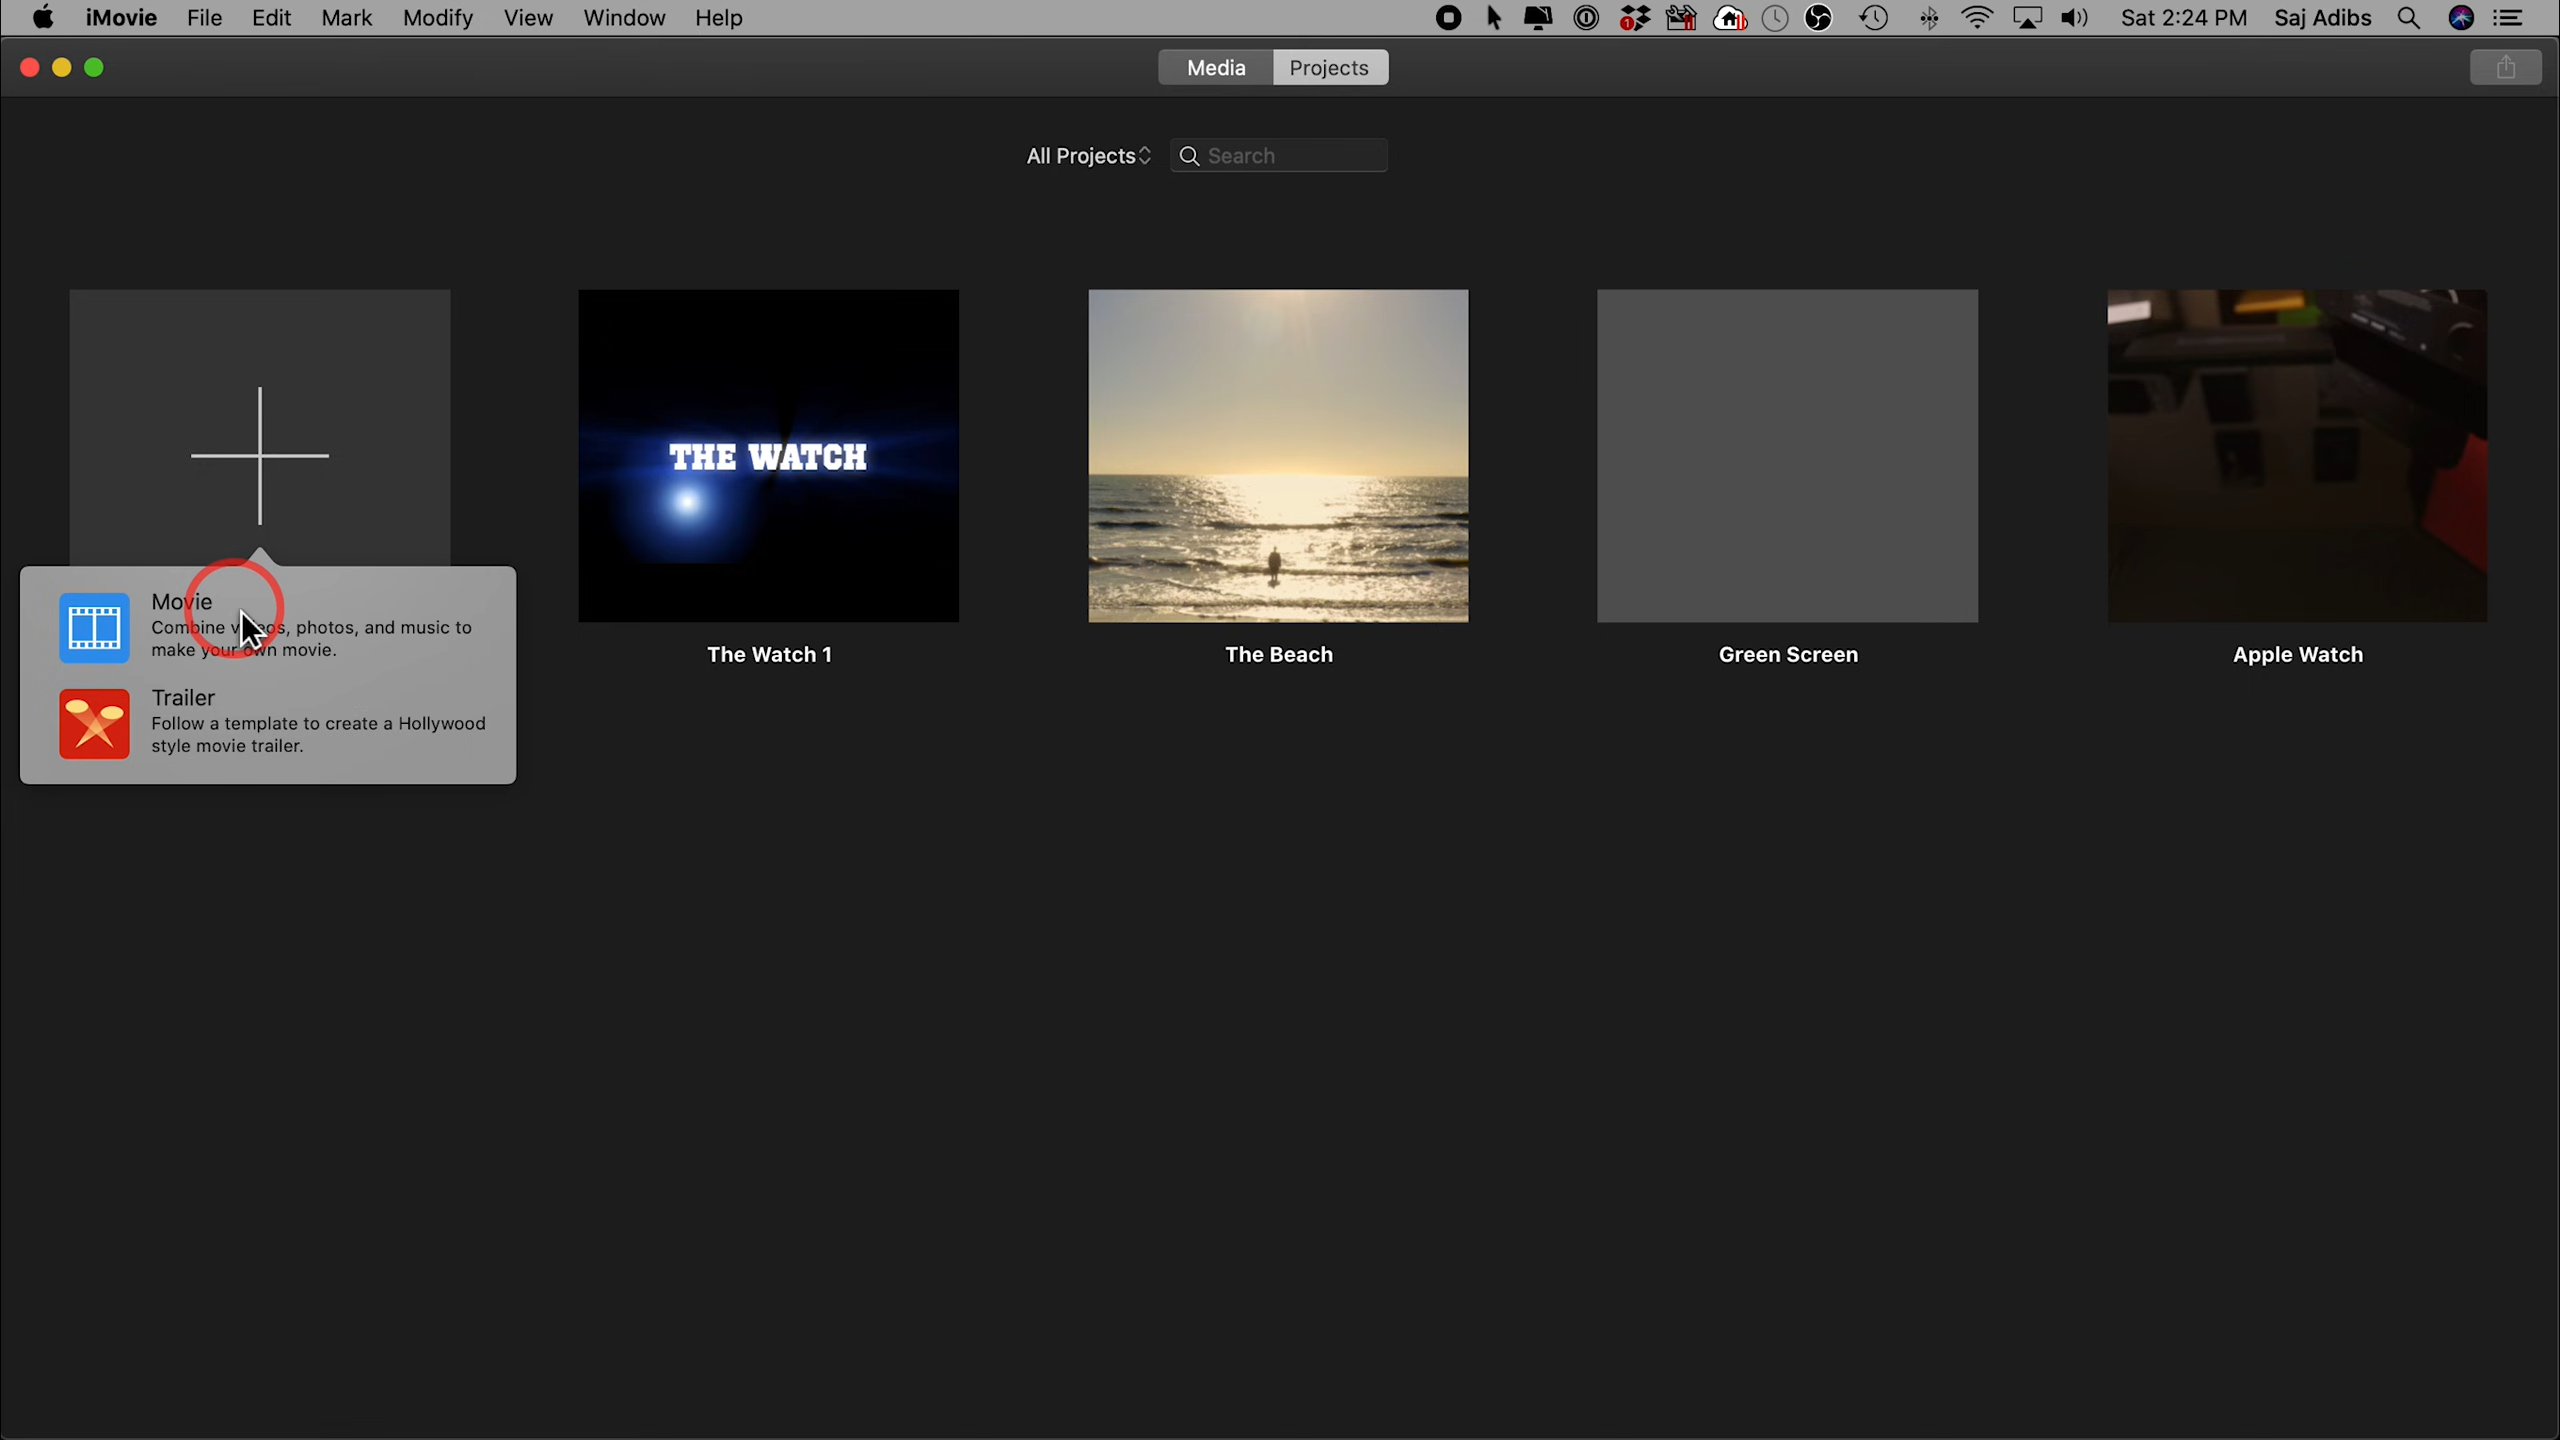 iMovie File Edit Mark Modify View Window Help Sat 2:24 PM Saj Adibs
Media Projects
All Projects Search
THE WATCH
Movie
Combine videos, photos, and music to
make your own movie.
Trailer
Follow a template to create a Hollywood
style movie trailer.
The Watch 1
The Beach
Green Screen
Apple Watch